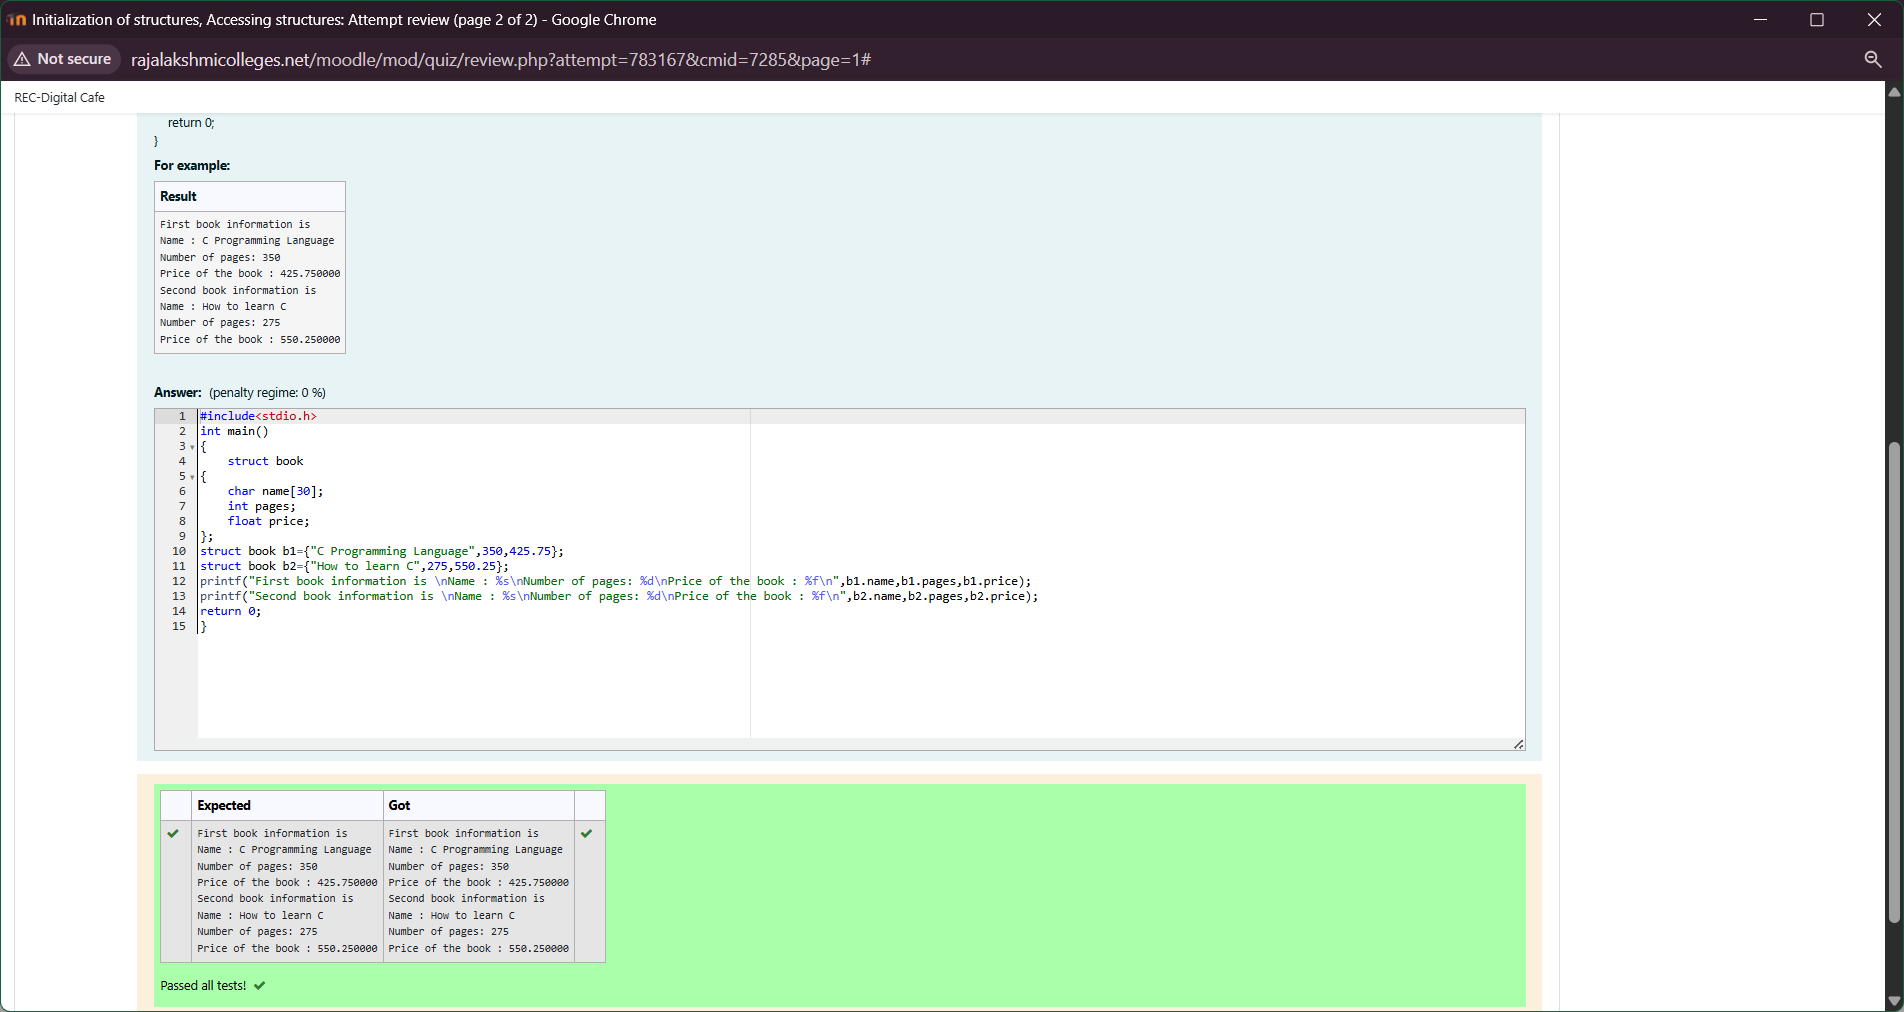 Initialization of structures, Accessing structures: Attempt review (page 2 of 2) - Google Chrome
Not secure rajalakshmicolleges.net/moodle/mod/quiz/review.php?attempt=783167&cmid=7285&page=1#
REC-Digital Cafe
return 0;
}
For example:
Result
First book information is
Name : C Programming Language
Number of pages: 350
Price of the book : 425.750000
Second book information is
Name : How to learn C
Number of pages: 275
Price of the book : 550.250000
Answer: (penalty regime: 0 %)
1 #include<stdio.h>
2 int main()
3 {
4 struct book
5 {
6 char name[30];
7 int pages;
8 float price;
9 };
10 struct book b1={"C Programming Language",350,425.75};
11 struct book b2={"How to learn C",275,550.25};
12 printf("First book information is \nName : %s\nNumber of pages: %d\nPrice of the book : %f\n",b1.name,b1.pages,b1.price);
13 printf("Second book information is \nName : %s\nNumber of pages: %d\nPrice of the book : %f\n",b2.name,b2.pages,b2.price);
14 return 0;
15 }
Expected Got
First book information is First book information is
Name : C Programming Language Name : C Programming Language
Number of pages: 350 Number of pages: 350
Price of the book : 425.750000 Price of the book : 425.750000
Second book information is Second book information is
Name : How to learn C Name : How to learn C
Number of pages: 275 Number of pages: 275
Price of the book : 550.250000 Price of the book : 550.250000
Passed all tests!